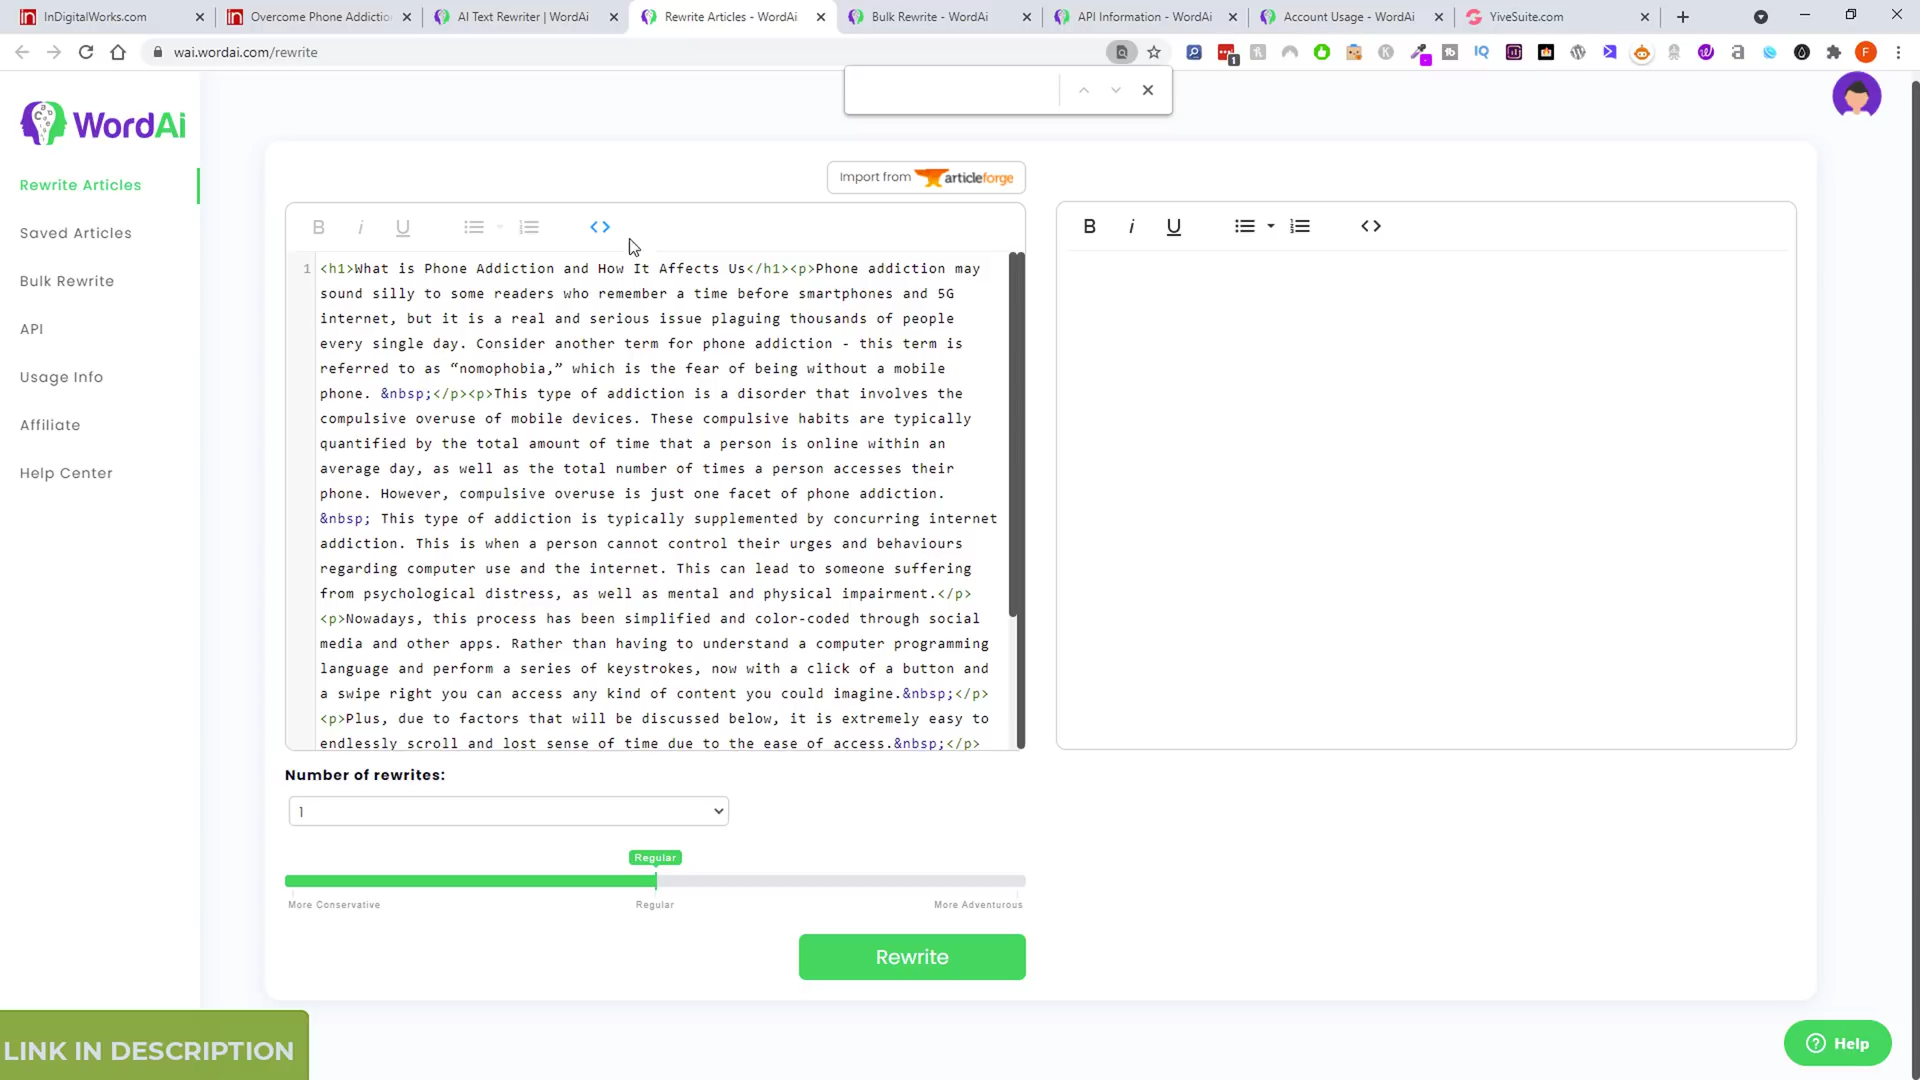 InDigitalWorks.com
Overcome Phone Addictio
AI Text Rewriter | WordAi
Rewrite Articles - WordAi
Bulk Rewrite - WordAi
API Information - WordAi
Account Usage - WordAi
YiveSuite.com
wai.wordai.com/rewrite
WordAi
Rewrite Articles
Saved Articles
Bulk Rewrite
API
Usage Info
Affiliate
Help Center
Import from articleforge
B i U <>
B i U <>
1
<h1>What is Phone Addiction and How It Affects Us</h1><p>Phone addiction may
sound silly to some readers who remember a time before smartphones and 5G
internet, but it is a real and serious issue plaguing thousands of people
every single day. Consider another term for phone addiction - this term is
referred to as “nomophobia,” which is the fear of being without a mobile
phone. &nbsp;</p><p>This type of addiction is a disorder that involves the
compulsive overuse of mobile devices. These compulsive habits are typically
quantified by the total amount of time that a person is online within an
average day, as well as the total number of times a person accesses their
phone. However, compulsive overuse is just one facet of phone addiction.
&nbsp; This type of addiction is typically supplemented by concurring internet
addiction. This is when a person cannot control their urges and behaviours
regarding computer use and the internet. This can lead to someone suffering
from psychological distress, as well as mental and physical impairment.</p>
<p>Nowadays, this process has been simplified and color-coded through social
media and other apps. Rather than having to understand a computer programming
language and perform a series of keystrokes, now with a click of a button and
a swipe right you can access any kind of content you could imagine.&nbsp;</p>
<p>Plus, due to factors that will be discussed below, it is extremely easy to
endlessly scroll and lost sense of time due to the ease of access.&nbsp;</p>
Number of rewrites:
1
Regular
More Conservative
Regular
More Adventurous
Rewrite
LINK IN DESCRIPTION
Help